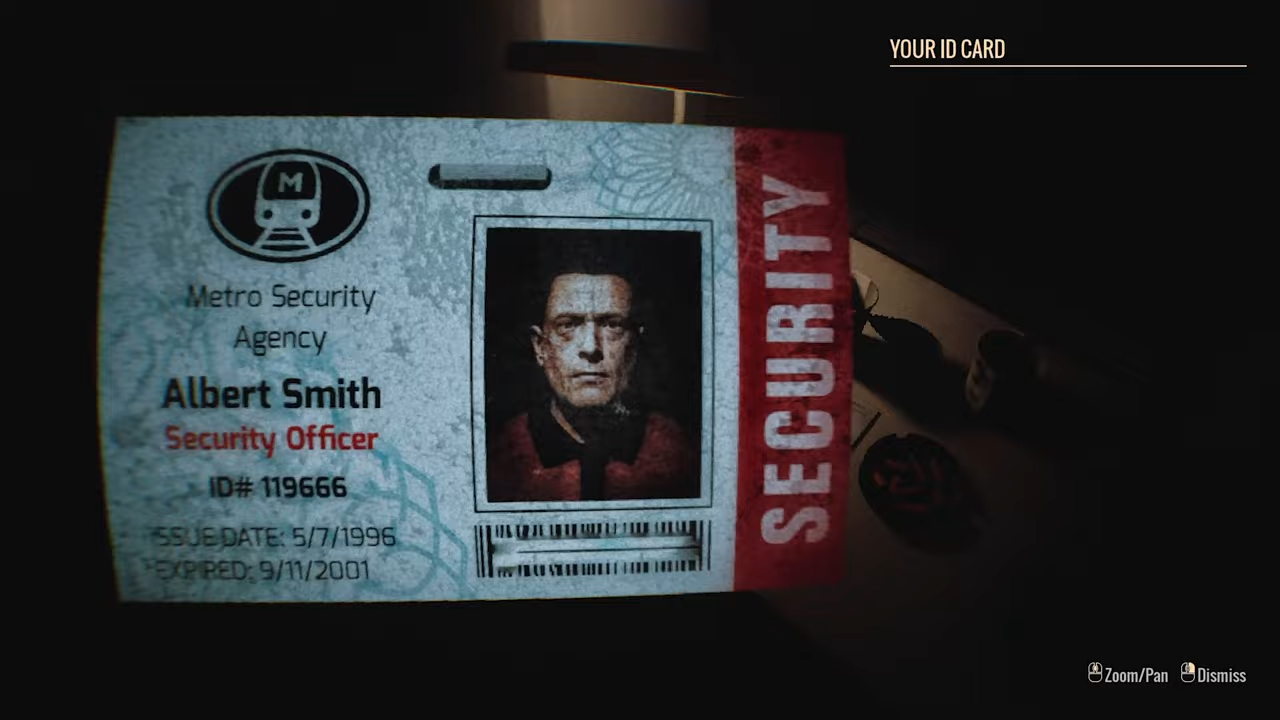 YOUR ID CARD
M
Metro Security
Agency
Albert Smith
Security Officer
ID# 119666
ISSUE DATE: 5/7/1996
EXPIRED: 9/11/2001
SECURITY
Zoom/Pan Dismiss